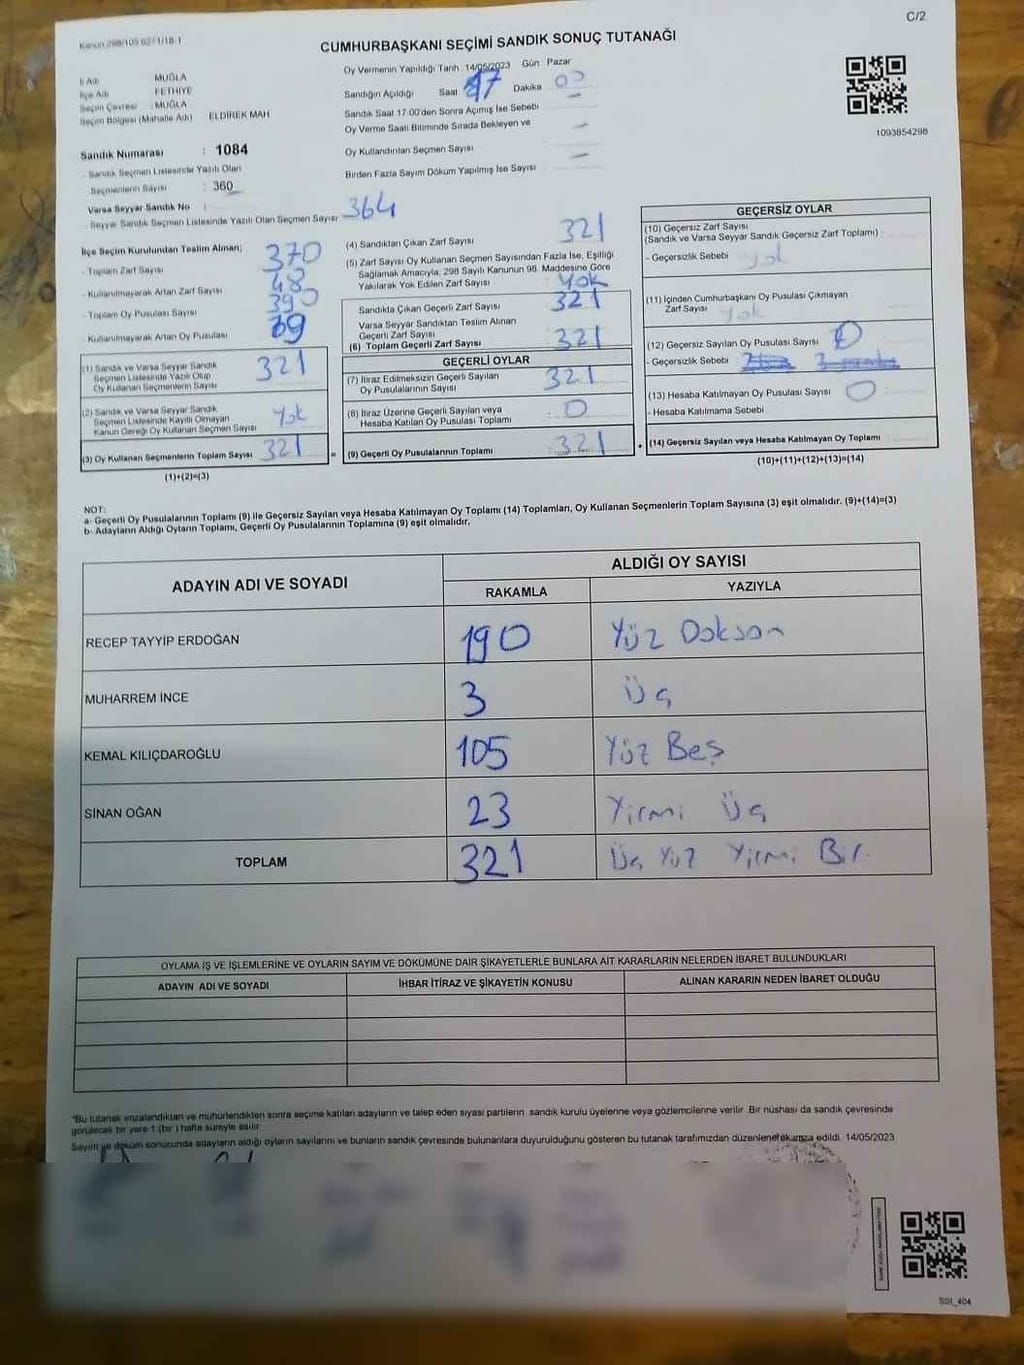 C/2
Kanun:298/105 6271/18-1
CUMHURBAŞKANI SEÇİMİ SANDIK SONUÇ TUTANAĞI
İl Adı : MUĞLA
İlçe Adı : FETHİYE
Seçim Çevresi : MUĞLA
Seçim Bölgesi (Mahalle Adı) : ELDİREK MAH
Sandık Numarası : 1084
Sandık Seçmen Listesinde Yazılı Olan
Seçmenlerin Sayısı : 360
Varsa Seyyar Sandık No :
Seyyar Sandık Seçmen Listesinde Yazılı Olan Seçmen Sayısı 364
Oy Vermenin Yapıldığı Tarih 14/05/2023 Gün Pazar
Sandığın Açıldığı Saat 17 Dakika 00
Sandık Saat 17:00'den Sonra Açımış İse Sebebi
Oy Verme Saati Bitiminde Sırada Bekleyen ve
Oy Kullandırılan Seçmen Sayısı
Birden Fazla Sayım Döküm Yapılmış İse Sayısı
1093854298
İlçe Seçim Kurulundan Teslim Alınan;
- Toplam Zarf Sayısı 370
- Kullanılmayarak Artan Zarf Sayısı 48
- Toplam Oy Pusulası Sayısı 390
- Kullanılmayarak Artan Oy Pusulası
(1) Sandık ve Varsa Seyyar Sandık
Seçmen Listesinde Yazılı Olup
Oy Kullanan Seçmenlerin Sayısı 321
(2) Sandık ve Varsa Seyyar Sandık
Seçmen Listesinde Kayıtlı Olmayan
Kanun Gereği Oy Kullanan Seçmen Sayısı Yok
(3) Oy Kullanan Seçmenlerin Toplam Sayısı 321
(1)+(2)=(3)
(4) Sandıktan Çıkan Zarf Sayısı 321
(5) Zarf Sayısı Oy Kullanan Seçmen Sayısından Fazla İse, Eşitliği
Sağlamak Amacıyla, 298 Sayılı Kanunun 98. Maddesine Göre
Yakılarak Yok Edilen Zarf Sayısı : Yok
Sandıkta Çıkan Geçerli Zarf Sayısı 321
Varsa Seyyar Sandıktan Teslim Alınan
Geçerli Zarf Sayısı
(6) Toplam Geçerli Zarf Sayısı 321
GEÇERLİ OYLAR
(7) İtiraz Edilmeksizin Geçerli Sayılan
Oy Pusulalarının Sayısı 321
(8) İtiraz Üzerine Geçerli Sayılan veya
Hesaba Katılan Oy Pusulası Toplamı : 0
(9) Geçerli Oy Pusulalarının Toplamı : 321
GEÇERSİZ OYLAR
(10) Geçersiz Zarf Sayısı
(Sandık ve Varsa Seyyar Sandık Geçersiz Zarf Toplamı) :
- Geçersizlik Sebebi Yok
(11) İçinden Cumhurbaşkanı Oy Pusulası Çıkmayan
Zarf Sayısı Yok
(12) Geçersiz Sayılan Oy Pusulası Sayısı : 0
- Geçersizlik Sebebi
(13) Hesaba Katılmayan Oy Pusulası Sayısı : 0
- Hesaba Katılmama Sebebi
(14) Geçersiz Sayılan veya Hesaba Katılmayan Oy Toplamı
(10)+(11)+(12)+(13)=(14)
NOT:
a- Geçerli Oy Pusulalarının Toplamı (9) ile Geçersiz Sayılan veya Hesaba Katılmayan Oy Toplamı (14) Toplamları, Oy Kullanan Seçmenlerin Toplam Sayısına (3) eşit olmalıdır. (9)+(14)=(3)
b- Adayların Aldığı Oyların Toplamı, Geçerli Oy Pusulalarının Toplamına (9) eşit olmalıdır.
ADAYIN ADI VE SOYADI ALDIĞI OY SAYISI
RAKAMLA YAZIYLA
RECEP TAYYİP ERDOĞAN 190 Yüz Doksan
MUHARREM İNCE 3 Üç
KEMAL KILIÇDAROĞLU 105 Yüz Beş
SİNAN OĞAN 23 Yirmi Üç
TOPLAM 321 Üç Yüz Yirmi Bir.
OYLAMA İŞ VE İŞLEMLERİNE VE OYLARIN SAYIM VE DÖKÜMÜNE DAİR ŞİKAYETLERLE BUNLARA AİT KARARLARIN NELERDEN İBARET BULUNDUKLARI
ADAYIN ADI VE SOYADI İHBAR İTİRAZ VE ŞİKAYETİN KONUSU ALINAN KARARIN NEDEN İBARET OLDUĞU
"Bu tutanak imzalandıktan ve mühürlendikten sonra seçime katılan adayların ve talep eden siyasi partilerin sandık kurulu üyelerine veya gözlemcilerine verilir .Bir nüshası da sandık çevresinde
görülecek bir yere 1 (bir ) hafta süreyle asılır.
Sayım ve döküm sonucunda adayların aldığı oyların sayılarını ve bunların sandık çevresinde bulunanlara duyurulduğunu gösteren bu tutanak tarafımızdan düzenlenerek imza edildi. 14/05/2023
SSI_404